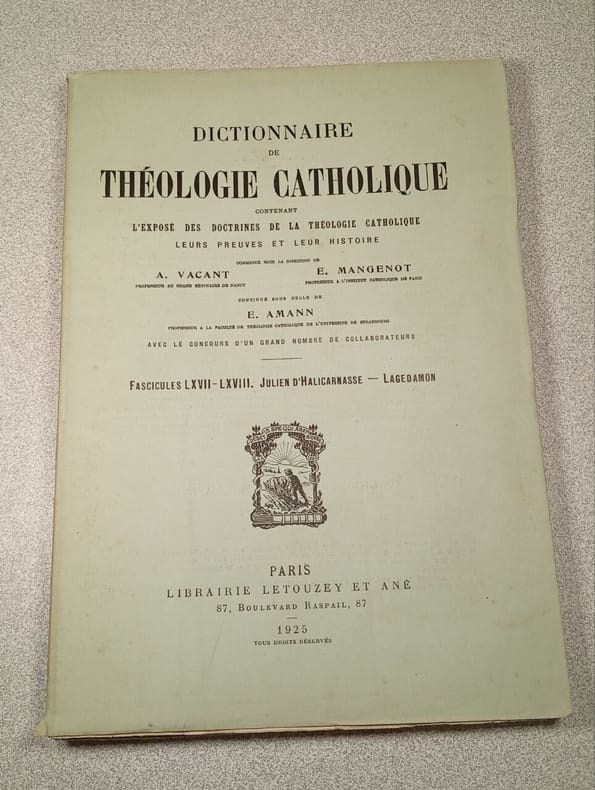 DICTIONNAIRE
DE
THÉOLOGIE CATHOLIQUE
CONTENANT
L'EXPOSÉ DES DOCTRINES DE LA THÉOLOGIE CATHOLIQUE
LEURS PREUVES ET LEUR HISTOIRE
COMMENCÉ SOUS LA DIRECTION DE
A. VACANT
PROFESSEUR AU GRAND SÉMINAIRE DE NANCY
E. MANGENOT
PROFESSEUR A L'INSTITUT CATHOLIQUE DE PARIS
CONTINUÉ SOUS CELLE DE
E. AMANN
PROFESSEUR A LA FACULTÉ DE THÉOLOGIE CATHOLIQUE DE L'UNIVERSITÉ DE STRASBOURG
AVEC LE CONCOURS D'UN GRAND NOMBRE DE COLLABORATEURS
FASCICULES LXVII-LXVIII. JULIEN D'HALICARNASSE — LAGEDAMON
PARIS
LIBRAIRIE LETOUZEY ET ANÉ
87, BOULEVARD RASPAIL, 87
1925
TOUS DROITS RÉSERVÉS